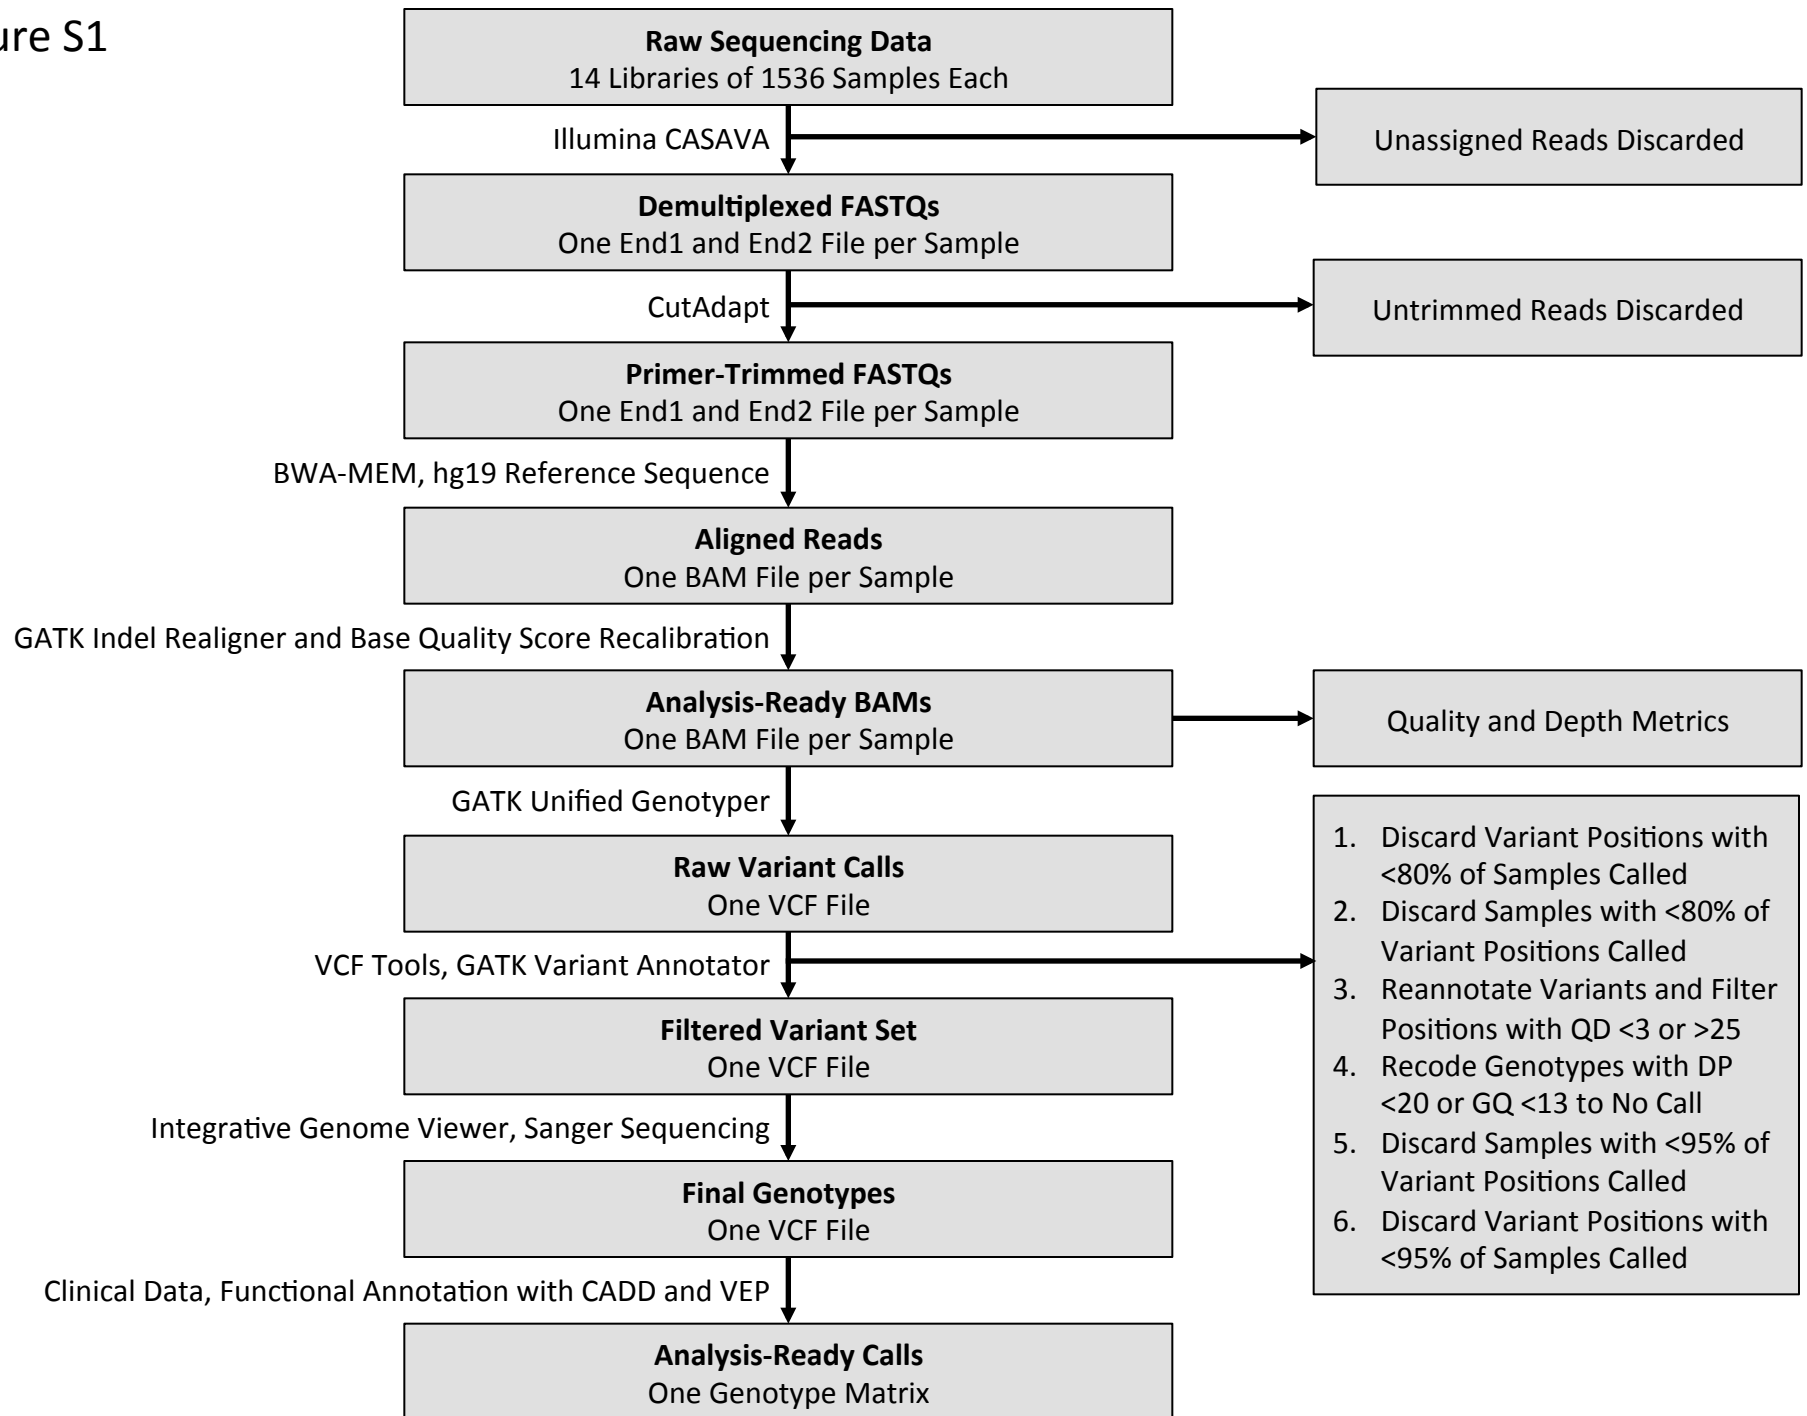 ure S1
Raw Sequencing Data
14 Libraries of 1536 Samples Each
Illumina CASAVA
Unassigned Reads Discarded
Demultiplexed FASTQs
One End1 and End2 File per Sample
CutAdapt
Untrimmed Reads Discarded
Primer-Trimmed FASTQs
One End1 and End2 File per Sample
BWA-MEM, hg19 Reference Sequence
Aligned Reads
One BAM File per Sample
GATK Indel Realigner and Base Quality Score Recalibration
Analysis-Ready BAMs
One BAM File per Sample
Quality and Depth Metrics
GATK Unified Genotyper
Raw Variant Calls
One VCF File
VCF Tools, GATK Variant Annotator
1. Discard Variant Positions with
<80% of Samples Called
2. Discard Samples with <80% of
Variant Positions Called
3. Reannotate Variants and Filter
Positions with QD <3 or >25
4. Recode Genotypes with DP
<20 or GQ <13 to No Call
5. Discard Samples with <95% of
Variant Positions Called
6. Discard Variant Positions with
<95% of Samples Called
Filtered Variant Set
One VCF File
Integrative Genome Viewer, Sanger Sequencing
Final Genotypes
One VCF File
Clinical Data, Functional Annotation with CADD and VEP
Analysis-Ready Calls
One Genotype Matrix